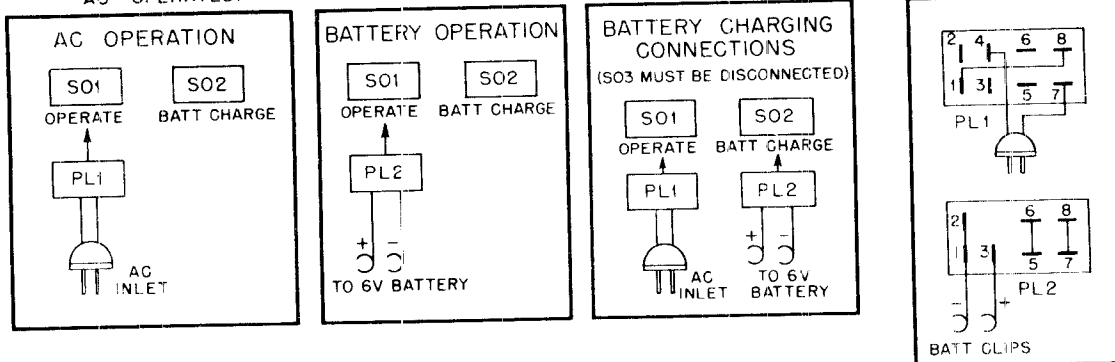 AC OPERATION
SO1
SO2
OPERATE
BATT CHARGE
PL1
AC
INLET
BATTERY OPERATION
SO1
SO2
OPERATE
BATT CHARGE
PL2
+ -
TO 6V BATTERY
BATTERY CHARGING
CONNECTIONS
(SO3 MUST BE DISCONNECTED)
SO1
SO2
OPERATE
BATT CHARGE
PL1
PL2
+ -
AC
INLET
TO 6V
BATTERY
2 4 6 8
1 3 5 7
PL1
2 6 8
1 3 5 7
PL2
- +
BATT CLIPS